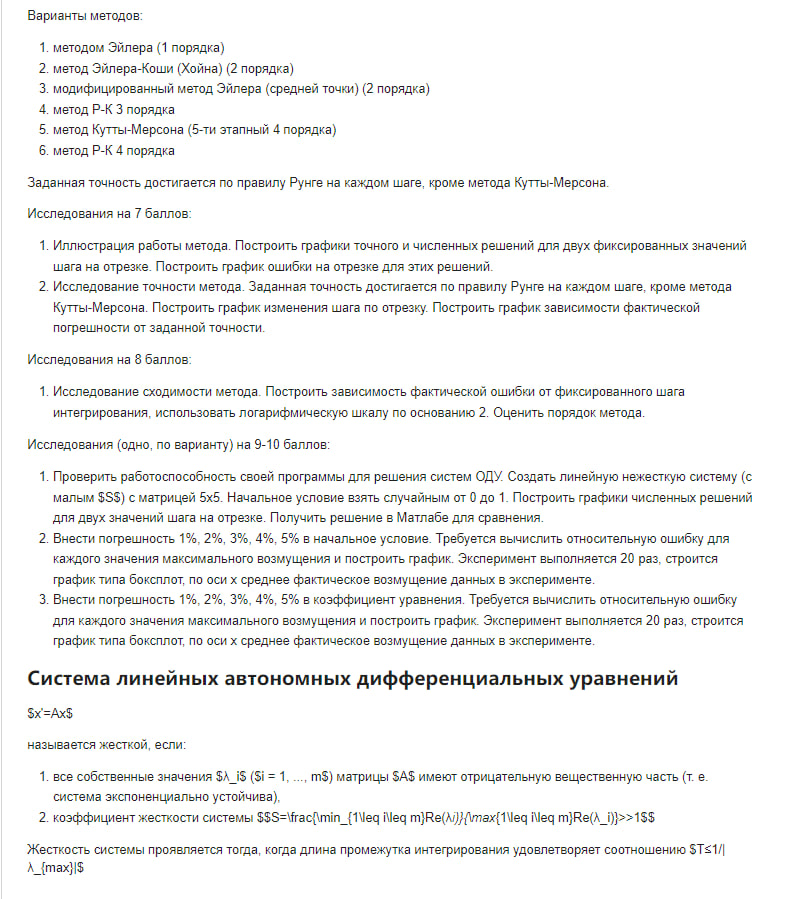 Варианты методов:
1. методом Эйлера (1 порядка)
2. метод Эйлера-Коши (Хойна) (2 порядка)
3. модифицированный метод Эйлера (средней точки) (2 порядка)
4. метод Р-К 3 порядка
5. метод Кутты-Мерсона (5-ти этапный 4 порядка)
6. метод Р-К 4 порядка
Заданная точность достигается по правилу Рунге на каждом шаге, кроме метода Кутты-Мерсона.
Исследования на 7 баллов:
1. Иллюстрация работы метода. Построить графики точного и численных решений для двух фиксированных значений
шага на отрезке. Построить график ошибки на отрезке для этих решений.
2. Исследование точности метода. Заданная точность достигается по правилу Рунге на каждом шаге, кроме метода
Кутты-Мерсона. Построить график изменения шага по отрезку. Построить график зависимости фактической
погрешности от заданной точности.
Исследования на 8 баллов:
1. Исследование сходимости метода. Построить зависимость фактической ошибки от фиксированного шага
интегрирования, использовать логарифмическую шкалу по основанию 2. Оценить порядок метода.
Исследования (одно, по варианту) на 9-10 баллов:
1. Проверить работоспособность своей программы для решения систем ОДУ. Создать линейную нежесткую систему (с
малым $S$) с матрицей 5x5. Начальное условие взять случайным от 0 до 1. Построить графики численных решений
для двух значений шага на отрезке. Получить решение в Матлабе для сравнения.
2. Внести погрешность 1%, 2%, 3%, 4%, 5% в начальное условие. Требуется вычислить относительную ошибку для
каждого значения максимального возмущения и построить график. Эксперимент выполняется 20 раз, строится
график типа боксплот, по оси х среднее фактическое возмущение данных в эксперименте.
3. Внести погрешность 1%, 2%, 3%, 4%, 5% в коэффициент уравнения. Требуется вычислить относительную ошибку
для каждого значения максимального возмущения и построить график. Эксперимент выполняется 20 раз, строится
график типа боксплот, по оси х среднее фактическое возмущение данных в эксперименте.
Система линейных автономных дифференциальных уравнений
$x'=Ax$
называется жесткой, если:
1. все собственные значения $λ_i$ ($i = 1, ..., m$) матрицы $A$ имеют отрицательную вещественную часть (т. е.
система экспоненциально устойчива),
2. коэффициент жесткости системы $$S=\frac{\min_{1\leq i\leq m}Re(λi)}{\max{1\leq i\leq m}Re(λ_i)}>>1$$
Жесткость системы проявляется тогда, когда длина промежутка интегрирования удовлетворяет соотношению $T≤1/|
λ_{max}|$